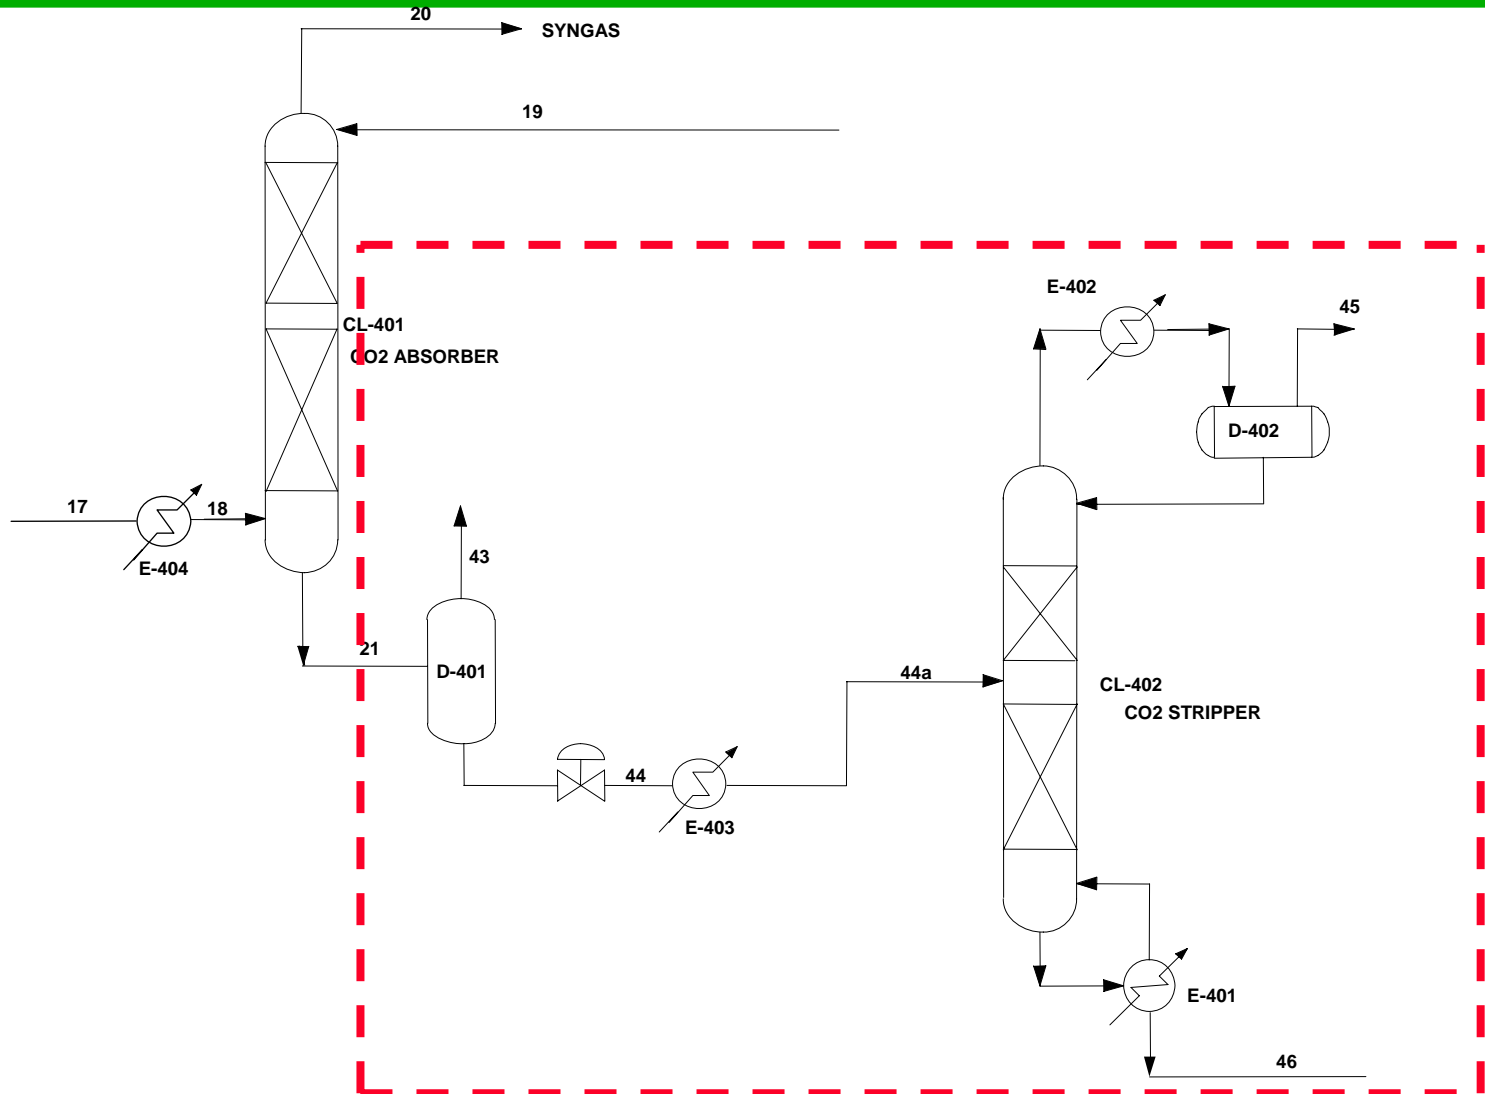 20
SYNGAS
19
E-402
45
CL-401
CO2 ABSORBER
D-402
17
18
E-404
43
21
D-401
44a
CL-402
CO2 STRIPPER
44
E-403
E-401
46